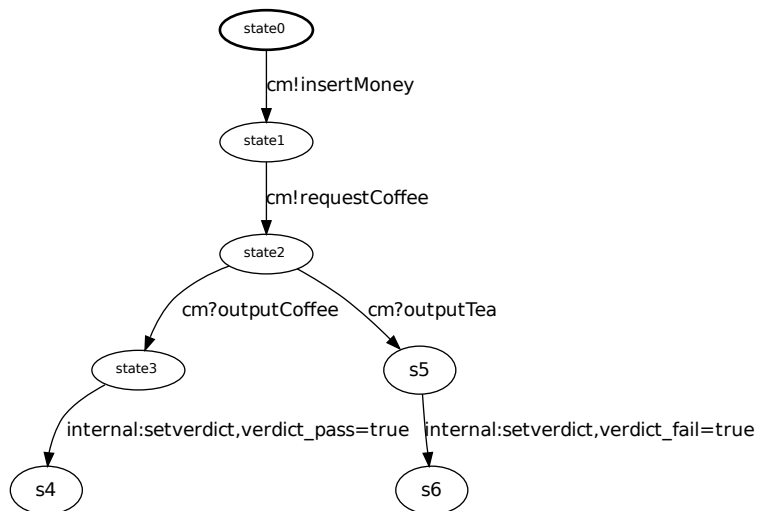 state0
cm!insertMoney
state1
cm!requestCoffee
state2
cm?outputCoffee
cm?outputTea
state3
s5
internal:setverdict,verdict_pass=true
internal:setverdict,verdict_fail=true
s4
s6